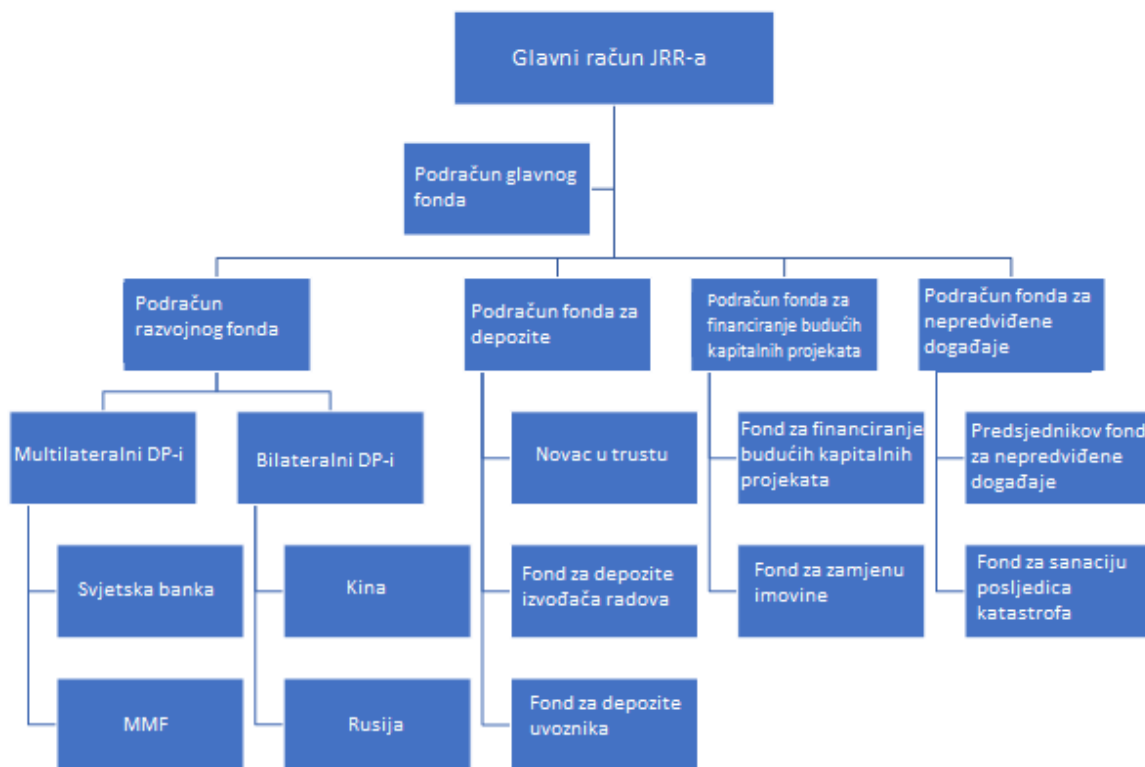 Glavni račun JRR-a
Podračun glavnog
fonda
Podračun
razvojnog fonda
Podračun fonda za
depozite
Podračun fonda za
financiranje budućih
kapitalnih projekata
Podračun fonda za
nepredviđene
događaje
Multilateralni DP-i
Bilateralni DP-i
Novac u trustu
Fond za financiranje
budućih kapitalnih
projekata
Predsjednikov fond
za nepredviđene
događaje
Svjetska banka
Kina
Fond za depozite
izvođača radova
Fond za zamjenu
imovine
Fond za sanaciju
posljedica
katastrofa
MMF
Rusija
Fond za depozite
uvoznika